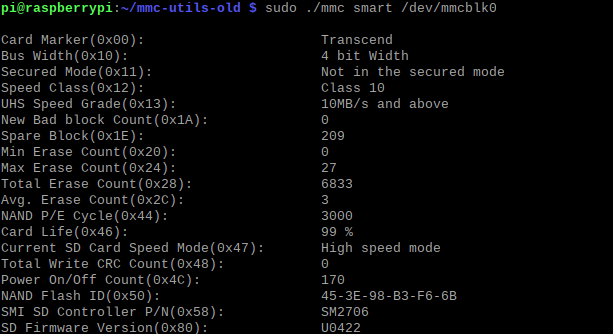 pi@raspberrypi:~/mmc-utils-old $ sudo ./mmc smart /dev/mmcblk0
Card Marker(0x00): Transcend
Bus Width(0x10): 4 bit Width
Secured Mode(0x11): Not in the secured mode
Speed Class(0x12): Class 10
UHS Speed Grade(0x13): 10MB/s and above
New Bad block Count(0x1A): 0
Spare Block(0x1E): 209
Min Erase Count(0x20): 0
Max Erase Count(0x24): 27
Total Erase Count(0x28): 6833
Avg. Erase Count(0x2C): 3
NAND P/E Cycle(0x44): 3000
Card Life(0x46): 99 %
Current SD Card Speed Mode(0x47): High speed mode
Total Write CRC Count(0x48): 0
Power On/Off Count(0x4C): 170
NAND Flash ID(0x50): 45-3E-98-B3-F6-6B
SMI SD Controller P/N(0x58): SM2706
SD Firmware Version(0x80): U0422